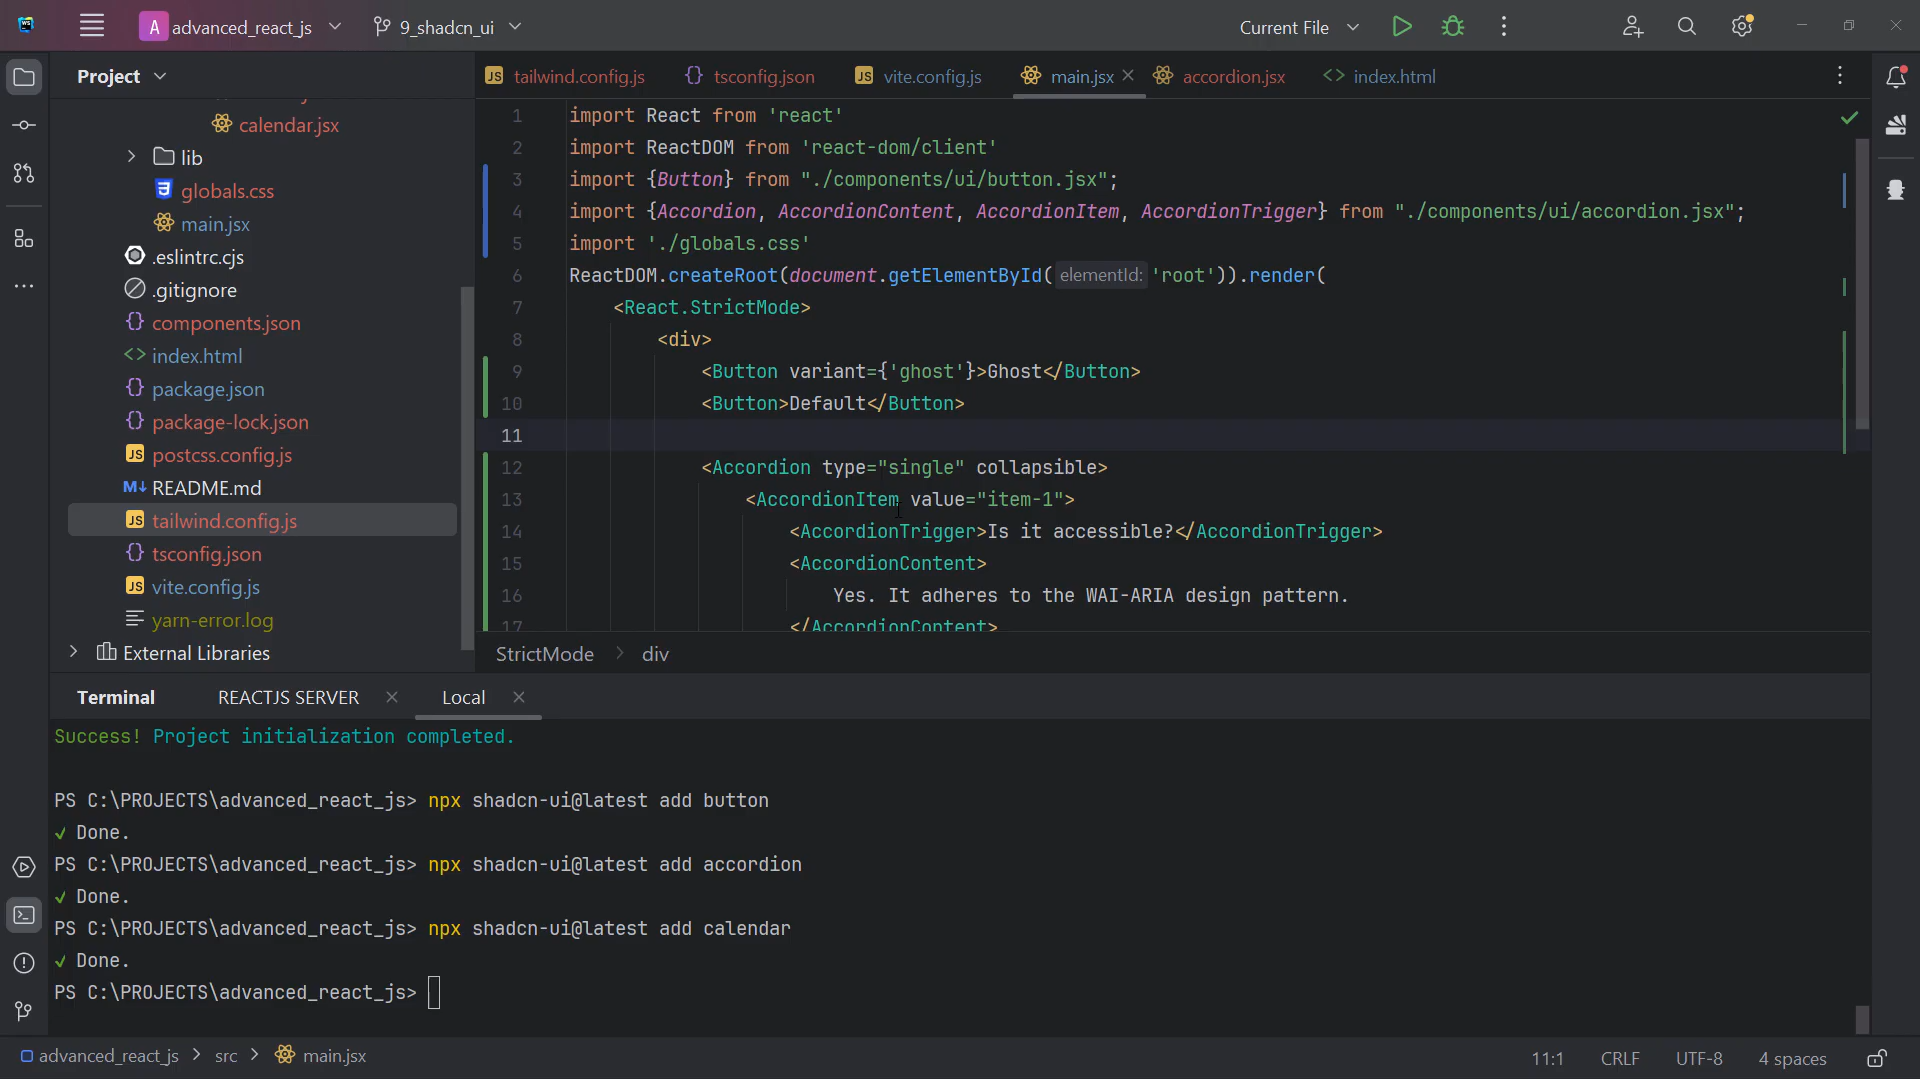 WS
A advanced_react_js
9_shadcn_ui
Current File
Project
calendar.jsx
lib
globals.css
main.jsx
.eslintrc.cjs
.gitignore
components.json
index.html
package.json
package-lock.json
postcss.config.js
README.md
tailwind.config.js
tsconfig.json
vite.config.js
yarn-error.log
External Libraries
tailwind.config.js
tsconfig.json
vite.config.js
main.jsx
accordion.jsx
index.html
1 import React from 'react'
2 import ReactDOM from 'react-dom/client'
3 import {Button} from "./components/ui/button.jsx";
4 import {Accordion, AccordionContent, AccordionItem, AccordionTrigger} from "./components/ui/accordion.jsx";
5 import './globals.css'
6 ReactDOM.createRoot(document.getElementById( elementId: 'root')).render(
7 <React.StrictMode>
8 <div>
9 <Button variant={'ghost'}>Ghost</Button>
10 <Button>Default</Button>
11
12 <Accordion type="single" collapsible>
13 <AccordionItem value="item-1">
14 <AccordionTrigger>Is it accessible?</AccordionTrigger>
15 <AccordionContent>
16 Yes. It adheres to the WAI-ARIA design pattern.
17 </AccordionContent>
StrictMode > div
Terminal
REACTJS SERVER
Local
Success! Project initialization completed.
PS C:\PROJECTS\advanced_react_js> npx shadcn-ui@latest add button
✓ Done.
PS C:\PROJECTS\advanced_react_js> npx shadcn-ui@latest add accordion
✓ Done.
PS C:\PROJECTS\advanced_react_js> npx shadcn-ui@latest add calendar
✓ Done.
PS C:\PROJECTS\advanced_react_js>
advanced_react_js > src > main.jsx
11:1
CRLF
UTF-8
4 spaces